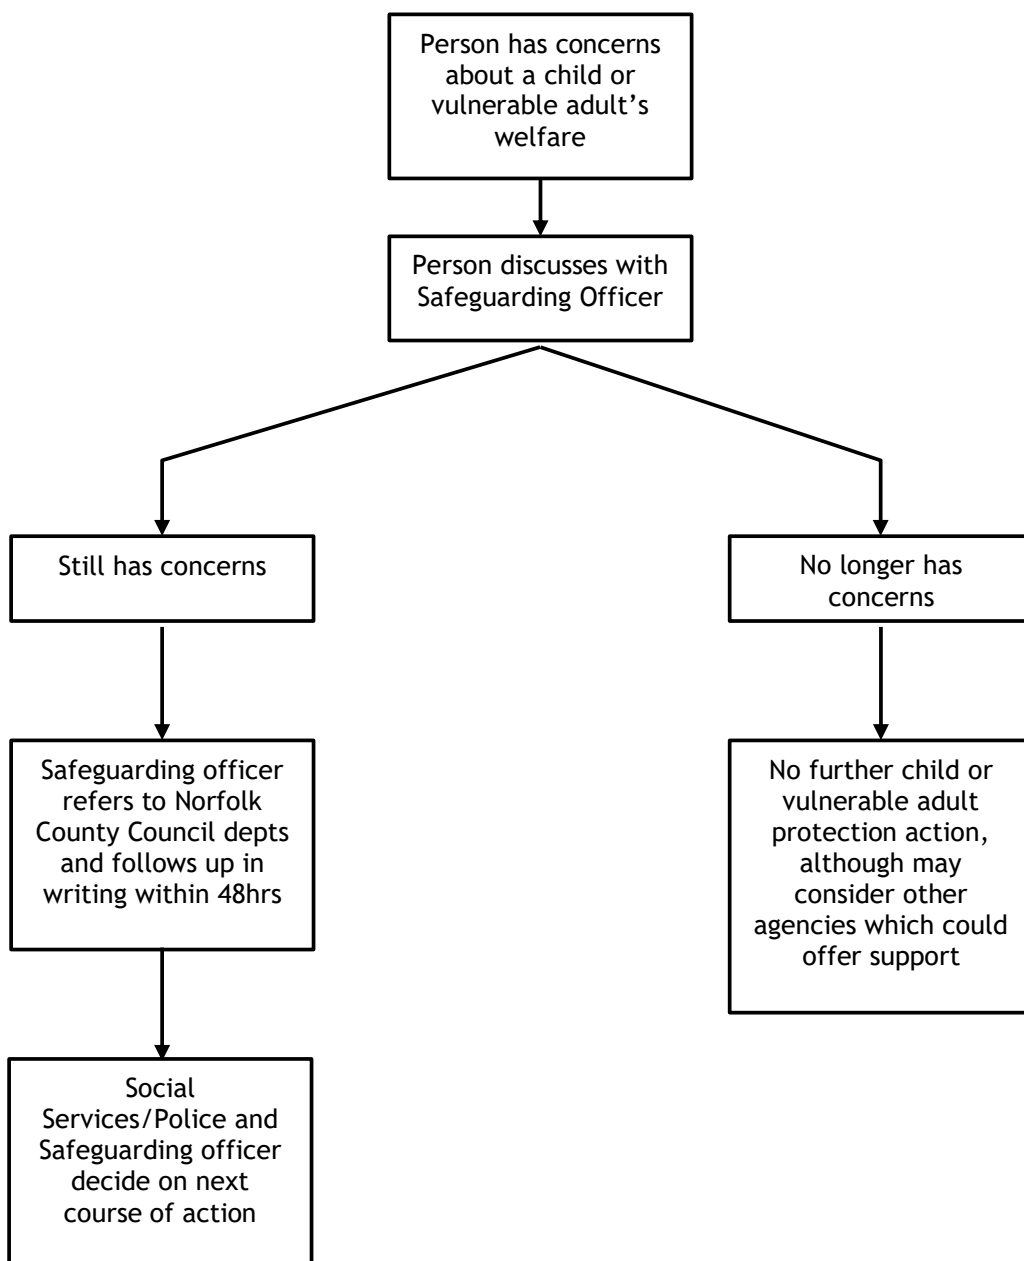 Person has concerns
about a child or
vulnerable adult’s
welfare
Person discusses with
Safeguarding Officer
Still has concerns
No longer has
concerns
Safeguarding officer
refers to Norfolk
County Council depts
and follows up in
writing within 48hrs
No further child or
vulnerable adult
protection action,
although may
consider other
agencies which could
offer support
Social
Services/Police and
Safeguarding officer
decide on next
course of action